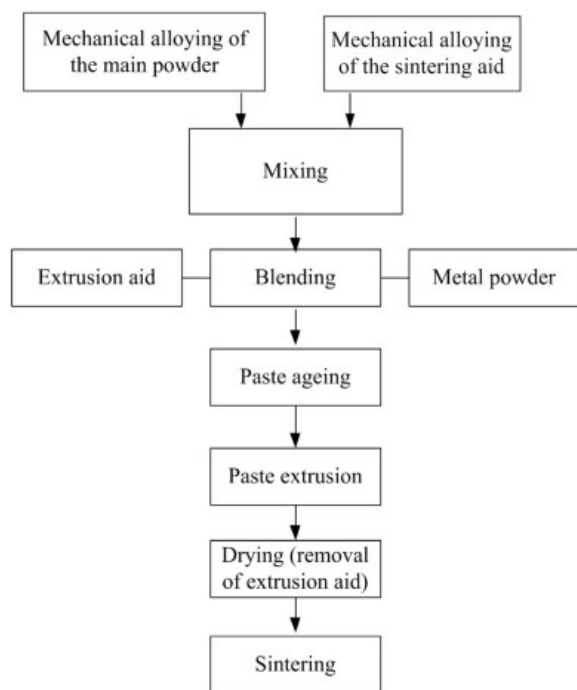 Mechanical alloying of
the main powder
Mechanical alloying
of the sintering aid
Mixing
Extrusion aid
Blending
Metal powder
Paste ageing
Paste extrusion
Drying (removal
of extrusion aid)
Sintering